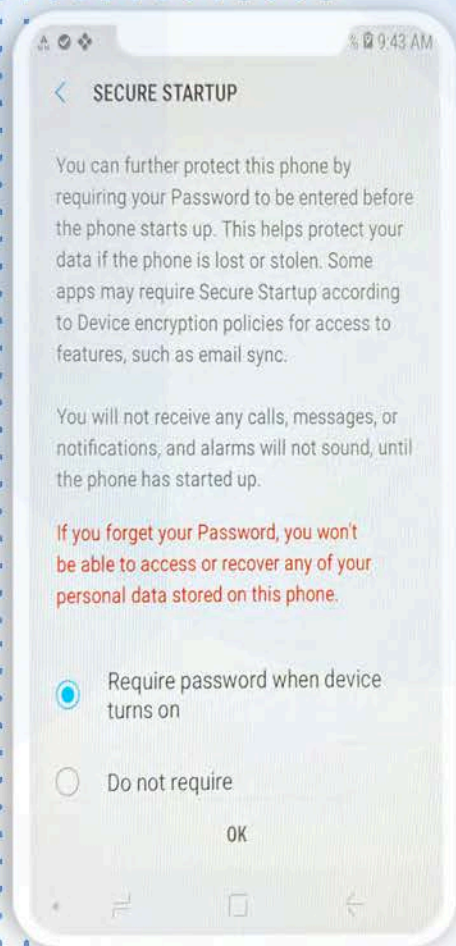 9:43 AM
SECURE STARTUP
You can further protect this phone by
requiring your Password to be entered before
the phone starts up. This helps protect your
data if the phone is lost or stolen. Some
apps may require Secure Startup according
to Device encryption policies for access to
features, such as email sync.
You will not receive any calls, messages, or
notifications, and alarms will not sound, until
the phone has started up.
If you forget your Password, you won't
be able to access or recover any of your
personal data stored on this phone.
Require password when device
turns on
Do not require
OK